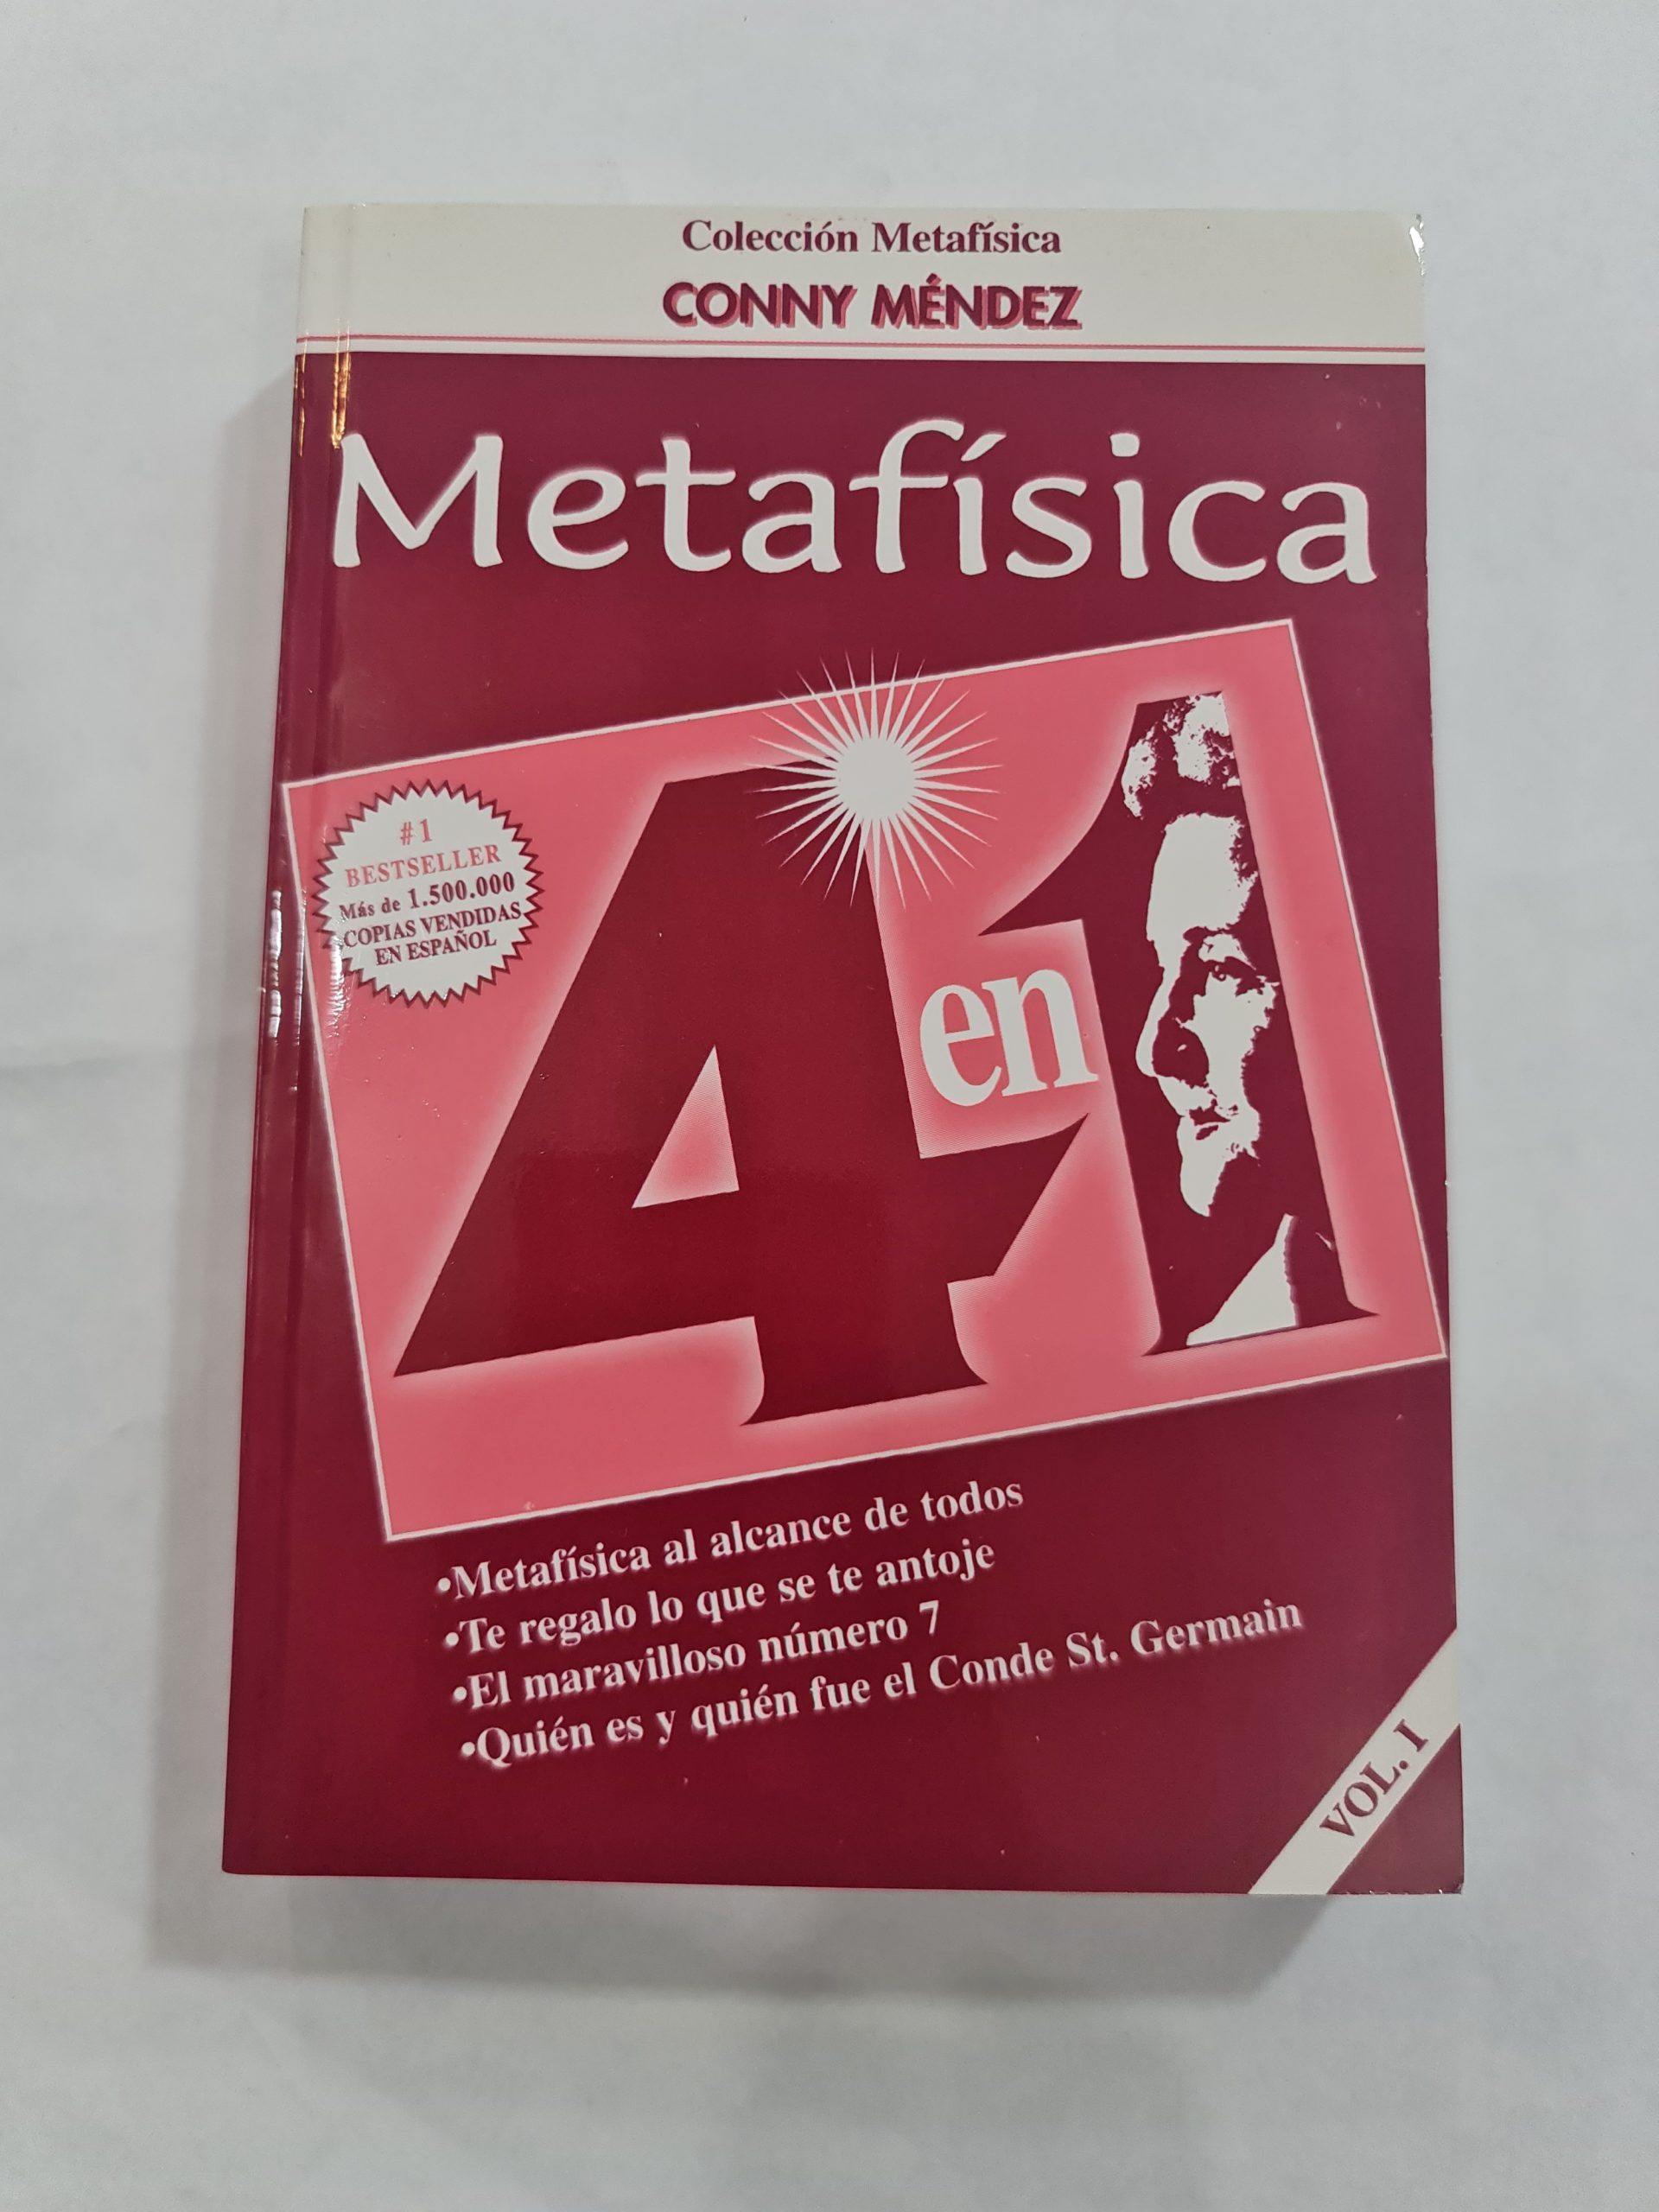 Colección Metafísica
CONNY MÉNDEZ
Metafísica
4 en 1
#1
BESTSELLER
Más de 1.500.000
COPIAS VENDIDAS
EN ESPAÑOL
•Metafísica al alcance de todos
•Te regalo lo que se te antoje
•El maravilloso número 7
•Quién es y quién fue el Conde St. Germain
VOL. I